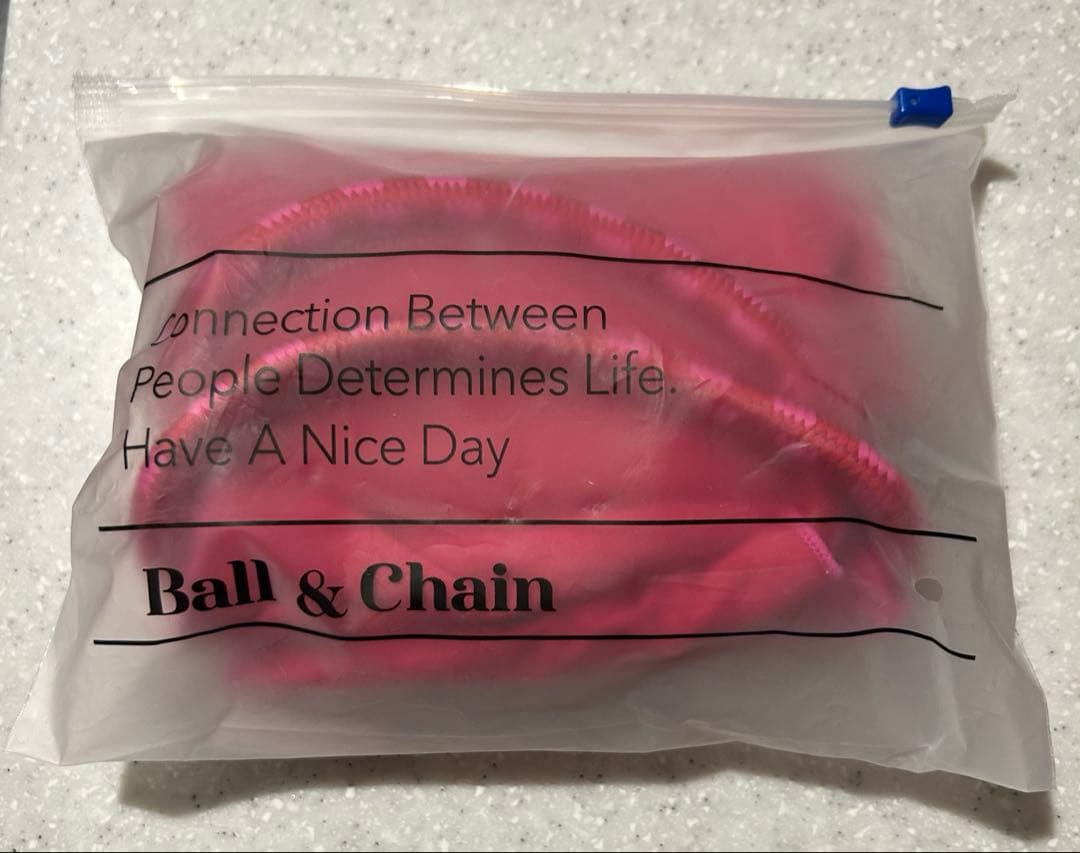 Connection Between
People Determines Life.
Have A Nice Day
Ball & Chain